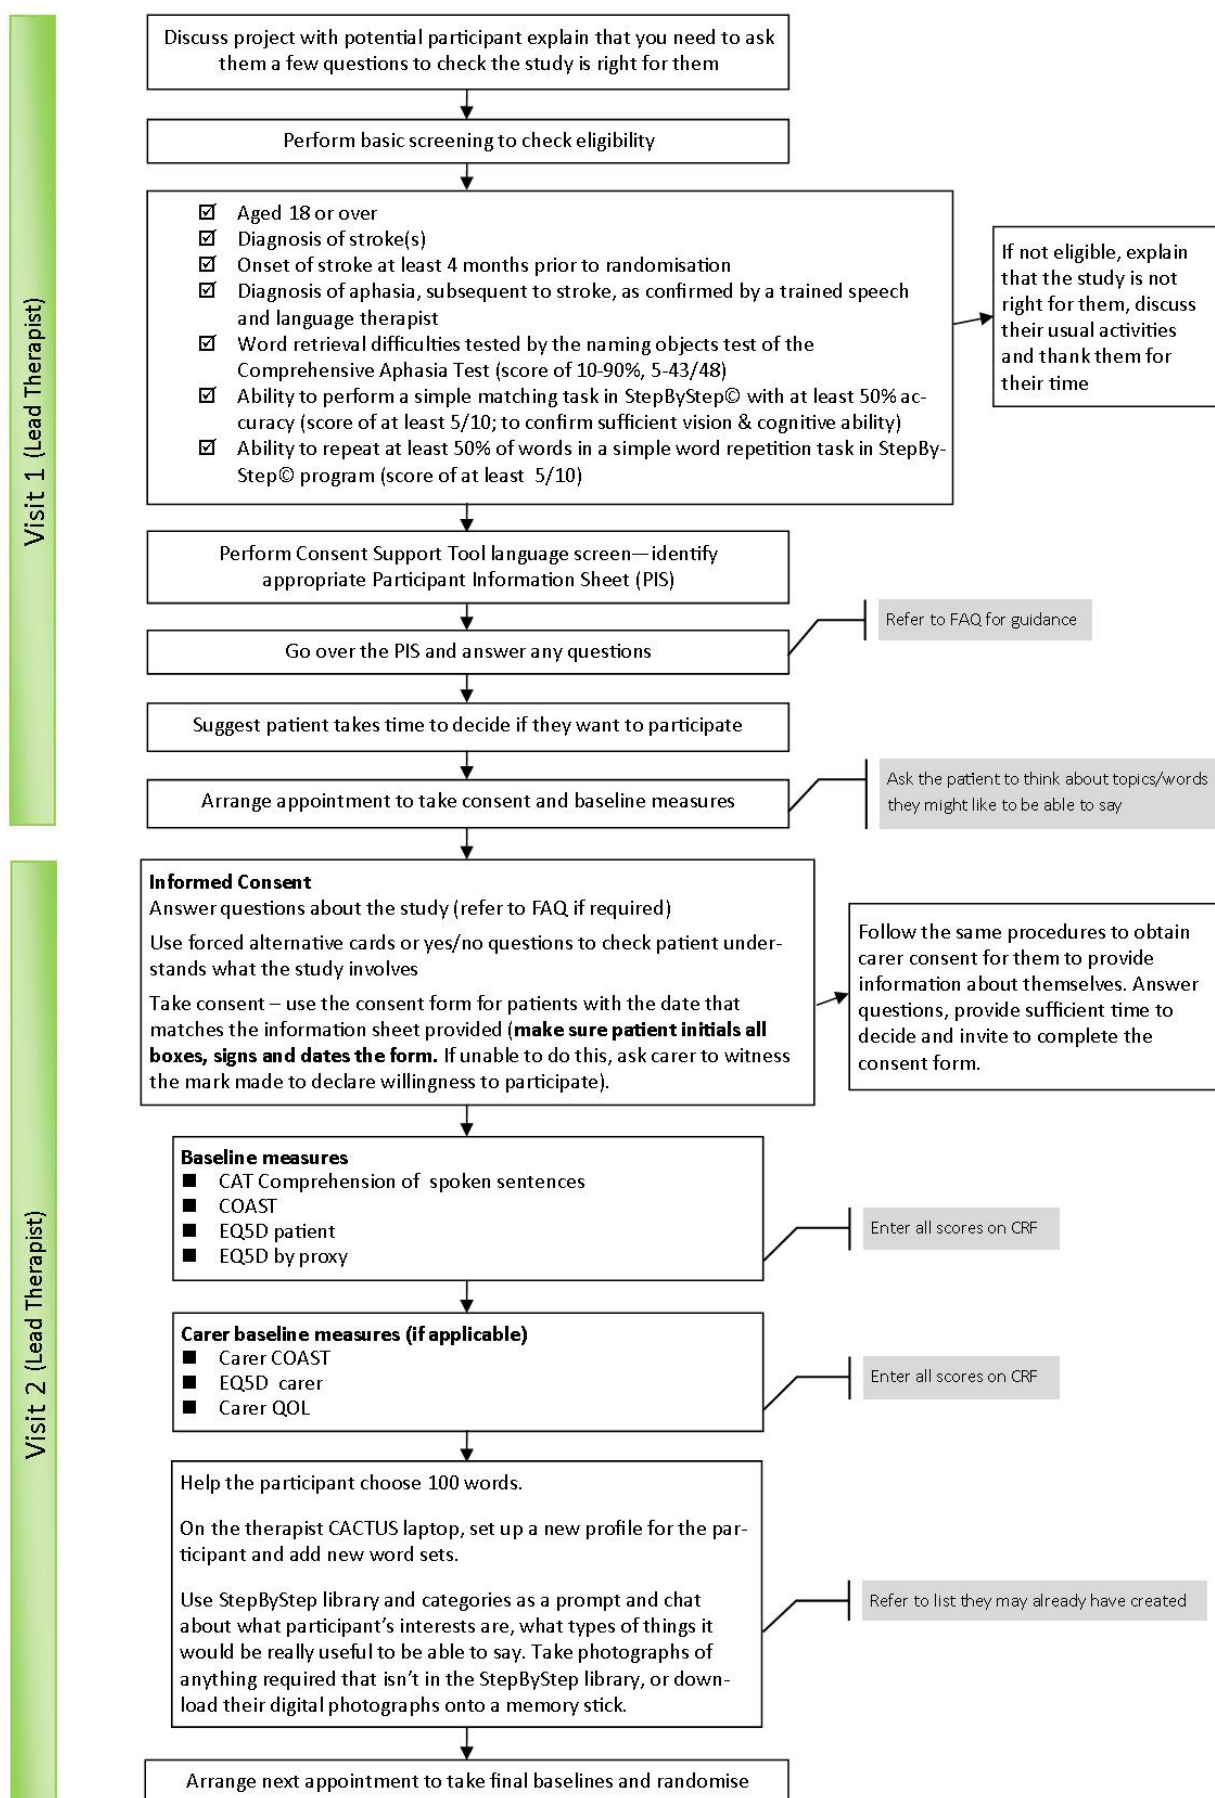 Visit 1 (Lead Therapist)
Discuss project with potential participant explain that you need to ask
them a few questions to check the study is right for them
Perform basic screening to check eligibility
☑ Aged 18 or over
☑ Diagnosis of stroke(s)
☑ Onset of stroke at least 4 months prior to randomisation
☑ Diagnosis of aphasia, subsequent to stroke, as confirmed by a trained speech
and language therapist
☑ Word retrieval difficulties tested by the naming objects test of the
Comprehensive Aphasia Test (score of 10-90%, 5-43/48)
☑ Ability to perform a simple matching task in StepByStep© with at least 50% ac-
curacy (score of at least 5/10; to confirm sufficient vision & cognitive ability)
☑ Ability to repeat at least 50% of words in a simple word repetition task in StepBy-
Step© program (score of at least 5/10)
If not eligible, explain
that the study is not
right for them, discuss
their usual activities
and thank them for
their time
Perform Consent Support Tool language screen—identify
appropriate Participant Information Sheet (PIS)
Go over the PIS and answer any questions
Refer to FAQ for guidance
Suggest patient takes time to decide if they want to participate
Arrange appointment to take consent and baseline measures
Ask the patient to think about topics/words
they might like to be able to say
Visit 2 (Lead Therapist)
Informed Consent
Answer questions about the study (refer to FAQ if required)
Use forced alternative cards or yes/no questions to check patient under-
stands what the study involves
Take consent – use the consent form for patients with the date that
matches the information sheet provided (make sure patient initials all
boxes, signs and dates the form. If unable to do this, ask carer to witness
the mark made to declare willingness to participate).
Follow the same procedures to obtain
carer consent for them to provide
information about themselves. Answer
questions, provide sufficient time to
decide and invite to complete the
consent form.
Baseline measures
■ CAT Comprehension of spoken sentences
■ COAST
■ EQ5D patient
■ EQ5D by proxy
Enter all scores on CRF
Carer baseline measures (if applicable)
■ Carer COAST
■ EQ5D carer
■ Carer QOL
Enter all scores on CRF
Help the participant choose 100 words.
On the therapist CACTUS laptop, set up a new profile for the par-
ticipant and add new word sets.
Use StepByStep library and categories as a prompt and chat
about what participant's interests are, what types of things it
would be really useful to be able to say. Take photographs of
anything required that isn't in the StepByStep library, or down-
load their digital photographs onto a memory stick.
Refer to list they may already have created
Arrange next appointment to take final baselines and randomise